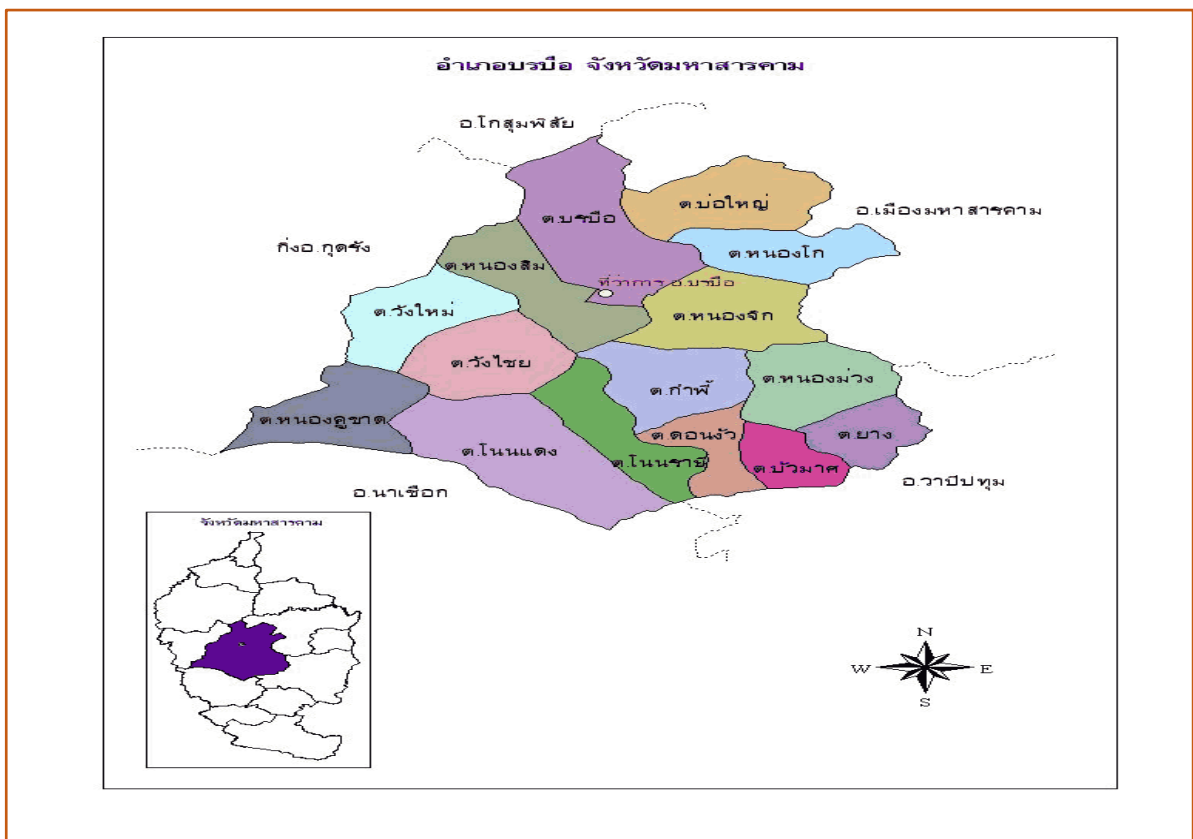 อำเภอบรบือ จังหวัดมหาสารคาม
อ.โกสุมพิสัย
ต.บ่อใหญ่
อ.เมืองมหาสารคาม
ต.บรบือ
กิ่งอ.กุดรัง
ต.หนองโก
ต.หนองสิม
ที่ว่าการ อ.บรบือ
ต.วังใหม่
ต.หนองจิก
ต.วังไชย
ต.กำพี้
ต.หนองม่วง
ต.หนองคูขาด
ต.ดอนงัว
ต.ยาง
ต.โนนแดง
ต.โนนราษี
ต.บัวมาศ
อ.นาเชือก
อ.วาปีปทุม
จังหวัดมหาสารคาม
N
W E
S